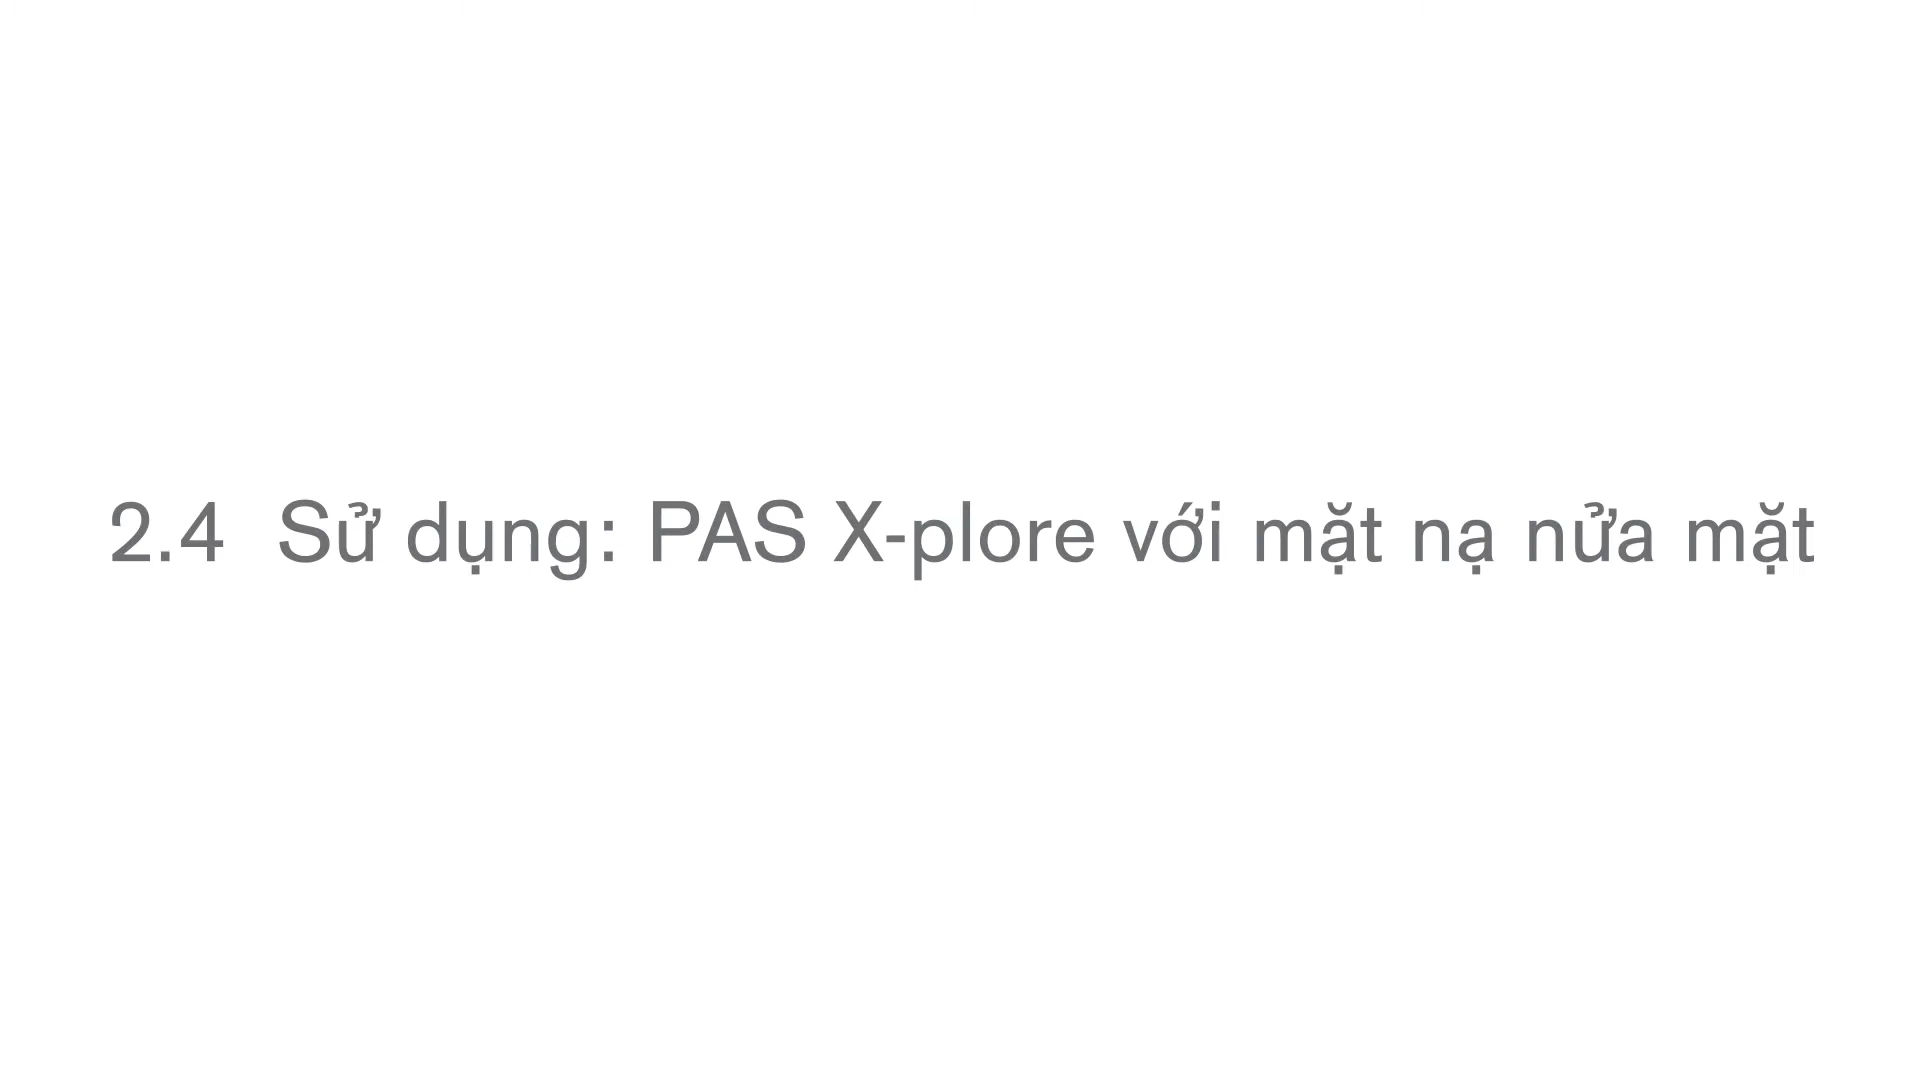 2.4 Sử dụng: PAS X-plore với mặt nạ nửa mặt